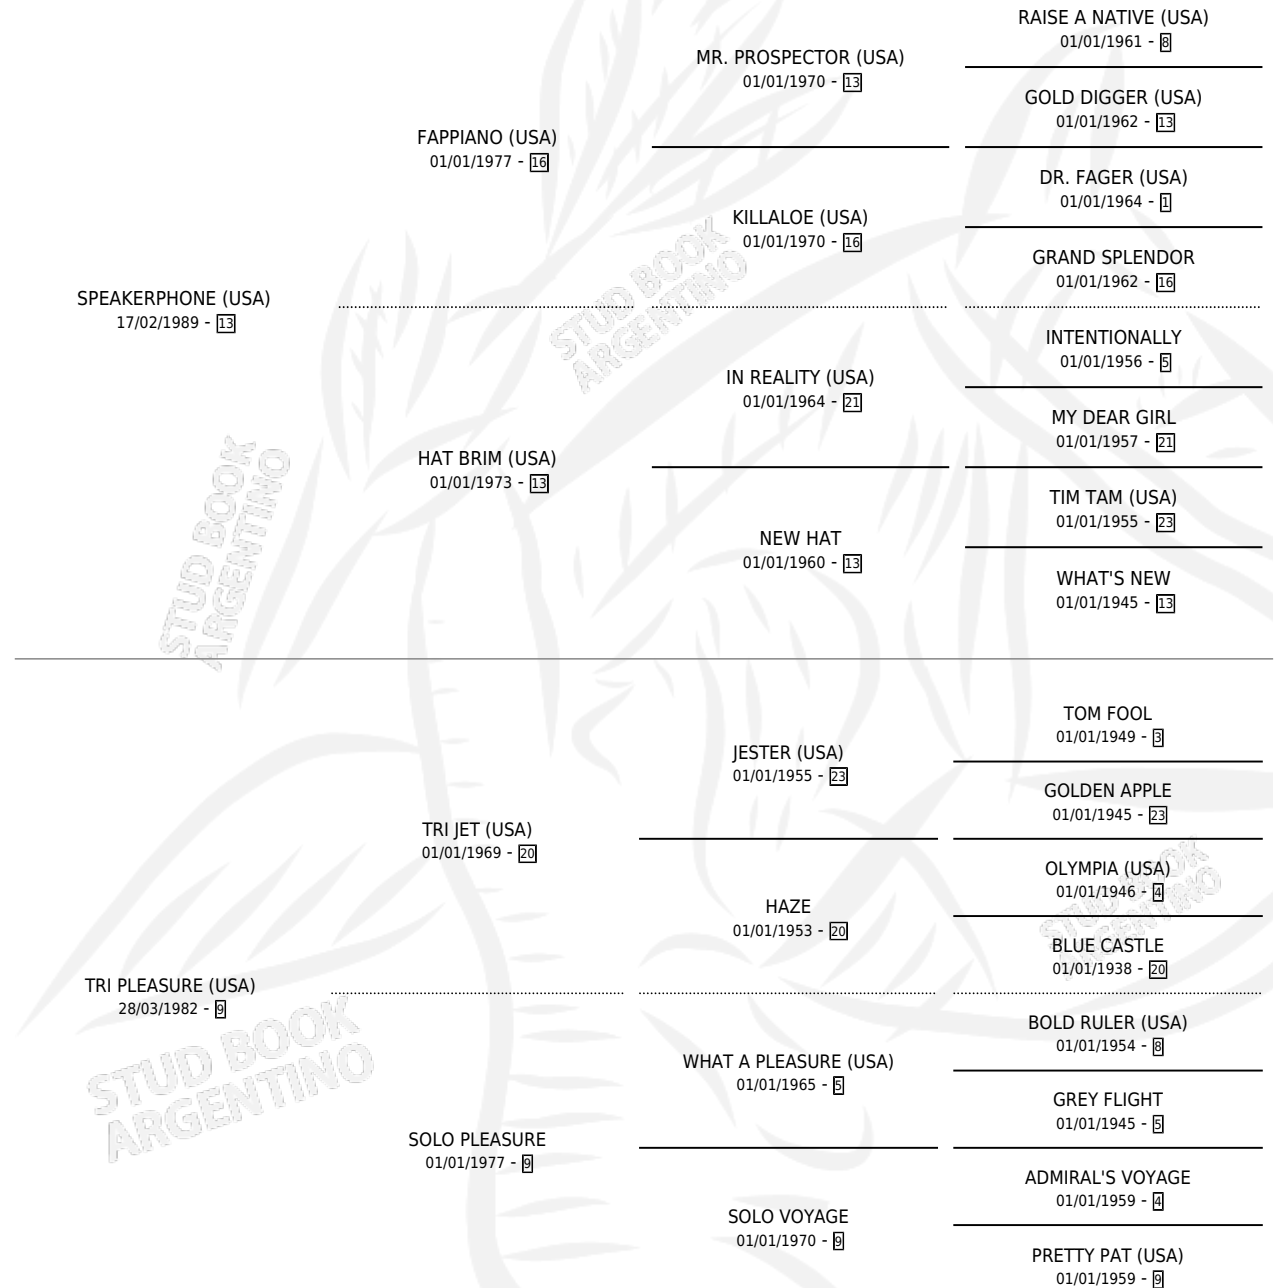 RAISE A NATIVE (USA)
01/01/1961 - 8
MR. PROSPECTOR (USA)
01/01/1970 - 13
GOLD DIGGER (USA)
01/01/1962 - 13
FAPPIANO (USA)
01/01/1977 - 16
DR. FAGER (USA)
01/01/1964 - 1
KILLALOE (USA)
01/01/1970 - 16
GRAND SPLENDOR
01/01/1962 - 16
SPEAKERPHONE (USA)
17/02/1989 - 13
INTENTIONALLY
01/01/1956 - 5
IN REALITY (USA)
01/01/1964 - 21
MY DEAR GIRL
01/01/1957 - 21
HAT BRIM (USA)
01/01/1973 - 13
TIM TAM (USA)
01/01/1955 - 23
NEW HAT
01/01/1960 - 13
WHAT'S NEW
01/01/1945 - 13
TOM FOOL
01/01/1949 - 3
JESTER (USA)
01/01/1955 - 23
GOLDEN APPLE
01/01/1945 - 23
TRI JET (USA)
01/01/1969 - 20
OLYMPIA (USA)
01/01/1946 - 4
HAZE
01/01/1953 - 20
BLUE CASTLE
01/01/1938 - 20
TRI PLEASURE (USA)
28/03/1982 - 9
BOLD RULER (USA)
01/01/1954 - 8
WHAT A PLEASURE (USA)
01/01/1965 - 5
GREY FLIGHT
01/01/1945 - 5
SOLO PLEASURE
01/01/1977 - 9
ADMIRAL'S VOYAGE
01/01/1959 - 4
SOLO VOYAGE
01/01/1970 - 9
PRETTY PAT (USA)
01/01/1959 - 9
STUD BOOK
ARGENTINO
STUD BOOK
ARGENTINO
STUD BOOK
ARGENTINO
STUD BOOK
ARGENTINO